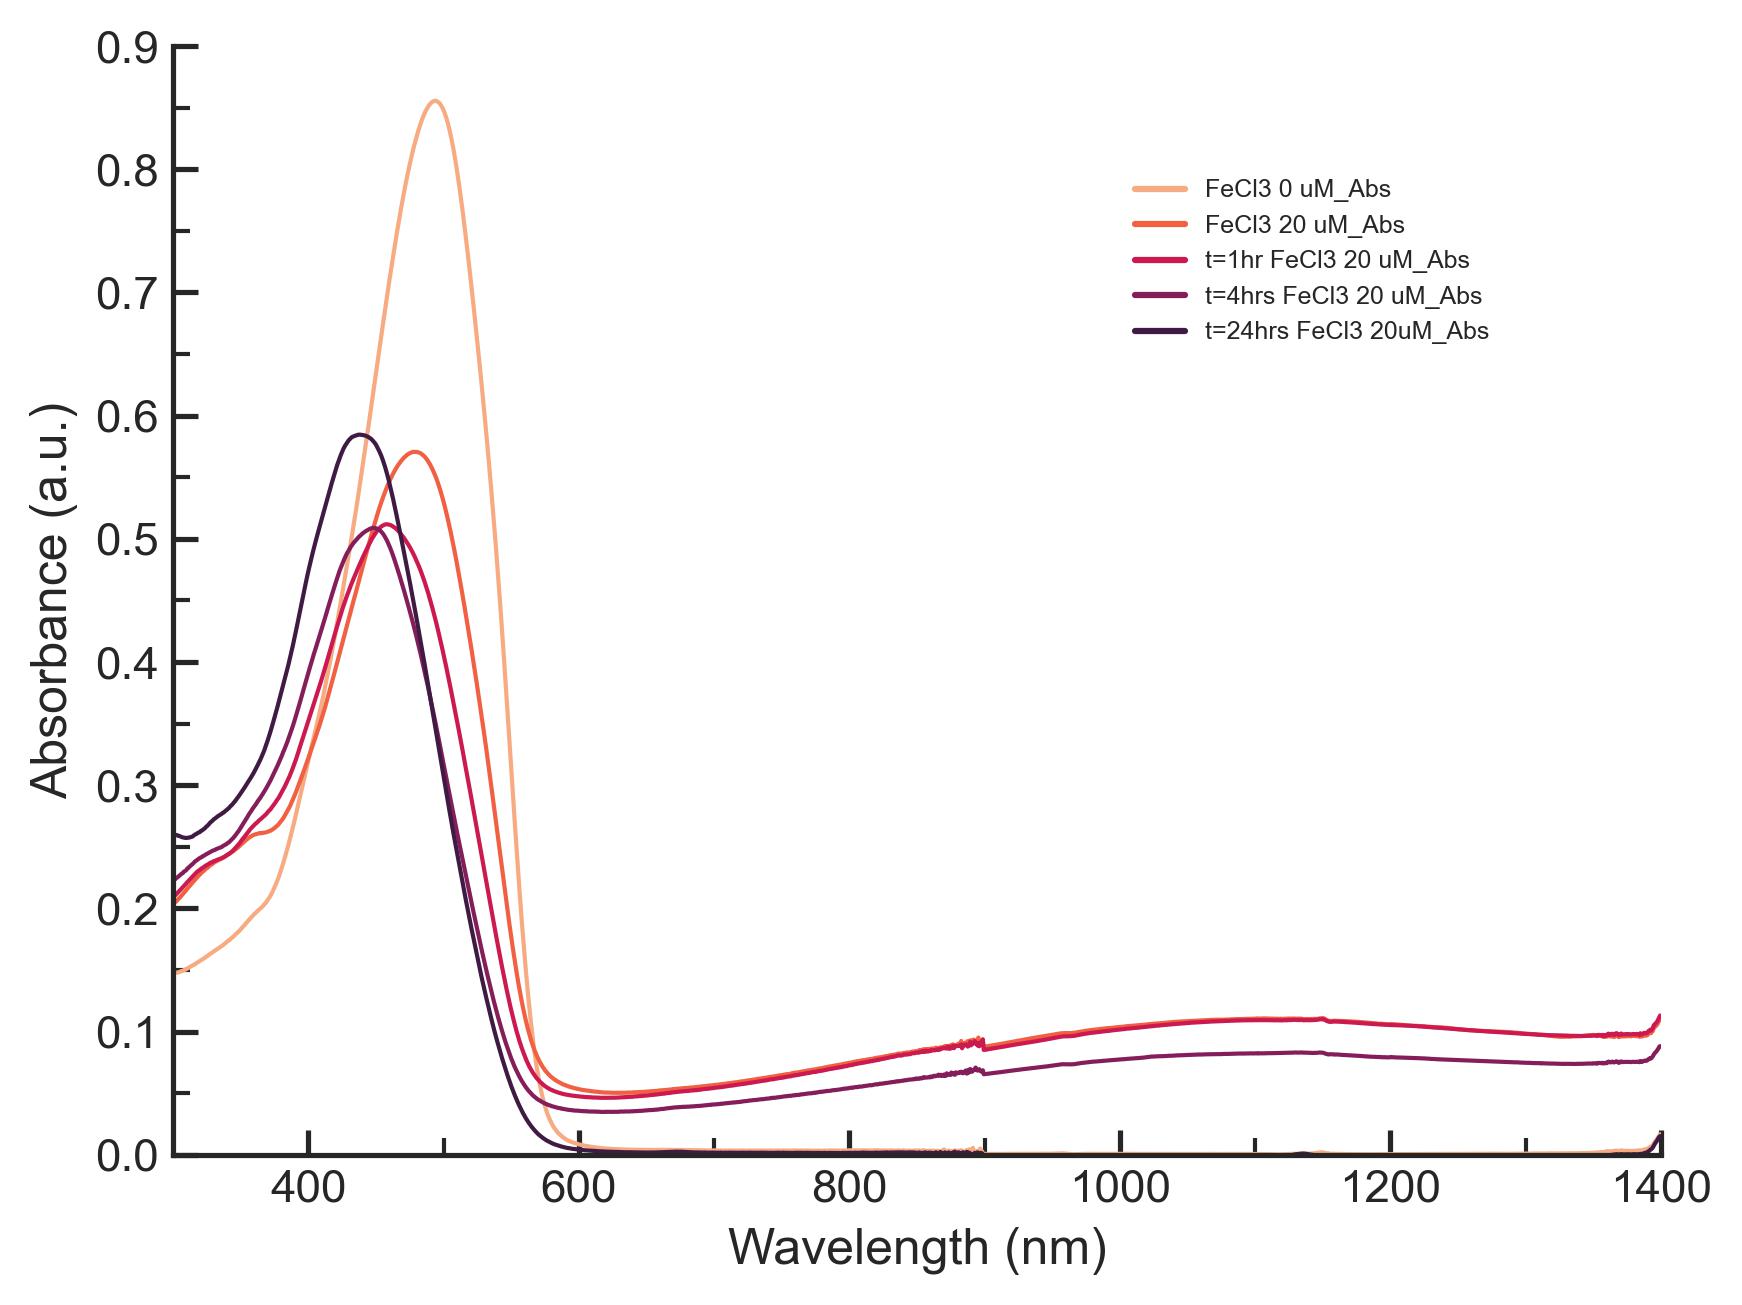 0.9
0.8
0.7
0.6
0.5
0.4
0.3
0.2
0.1
0.0
Absorbance (a.u.)
FeCl3 0 uM_Abs
FeCl3 20 uM_Abs
t=1hr FeCl3 20 uM_Abs
t=4hrs FeCl3 20 uM_Abs
t=24hrs FeCl3 20uM_Abs
400 600 800 1000 1200 1400
Wavelength (nm)